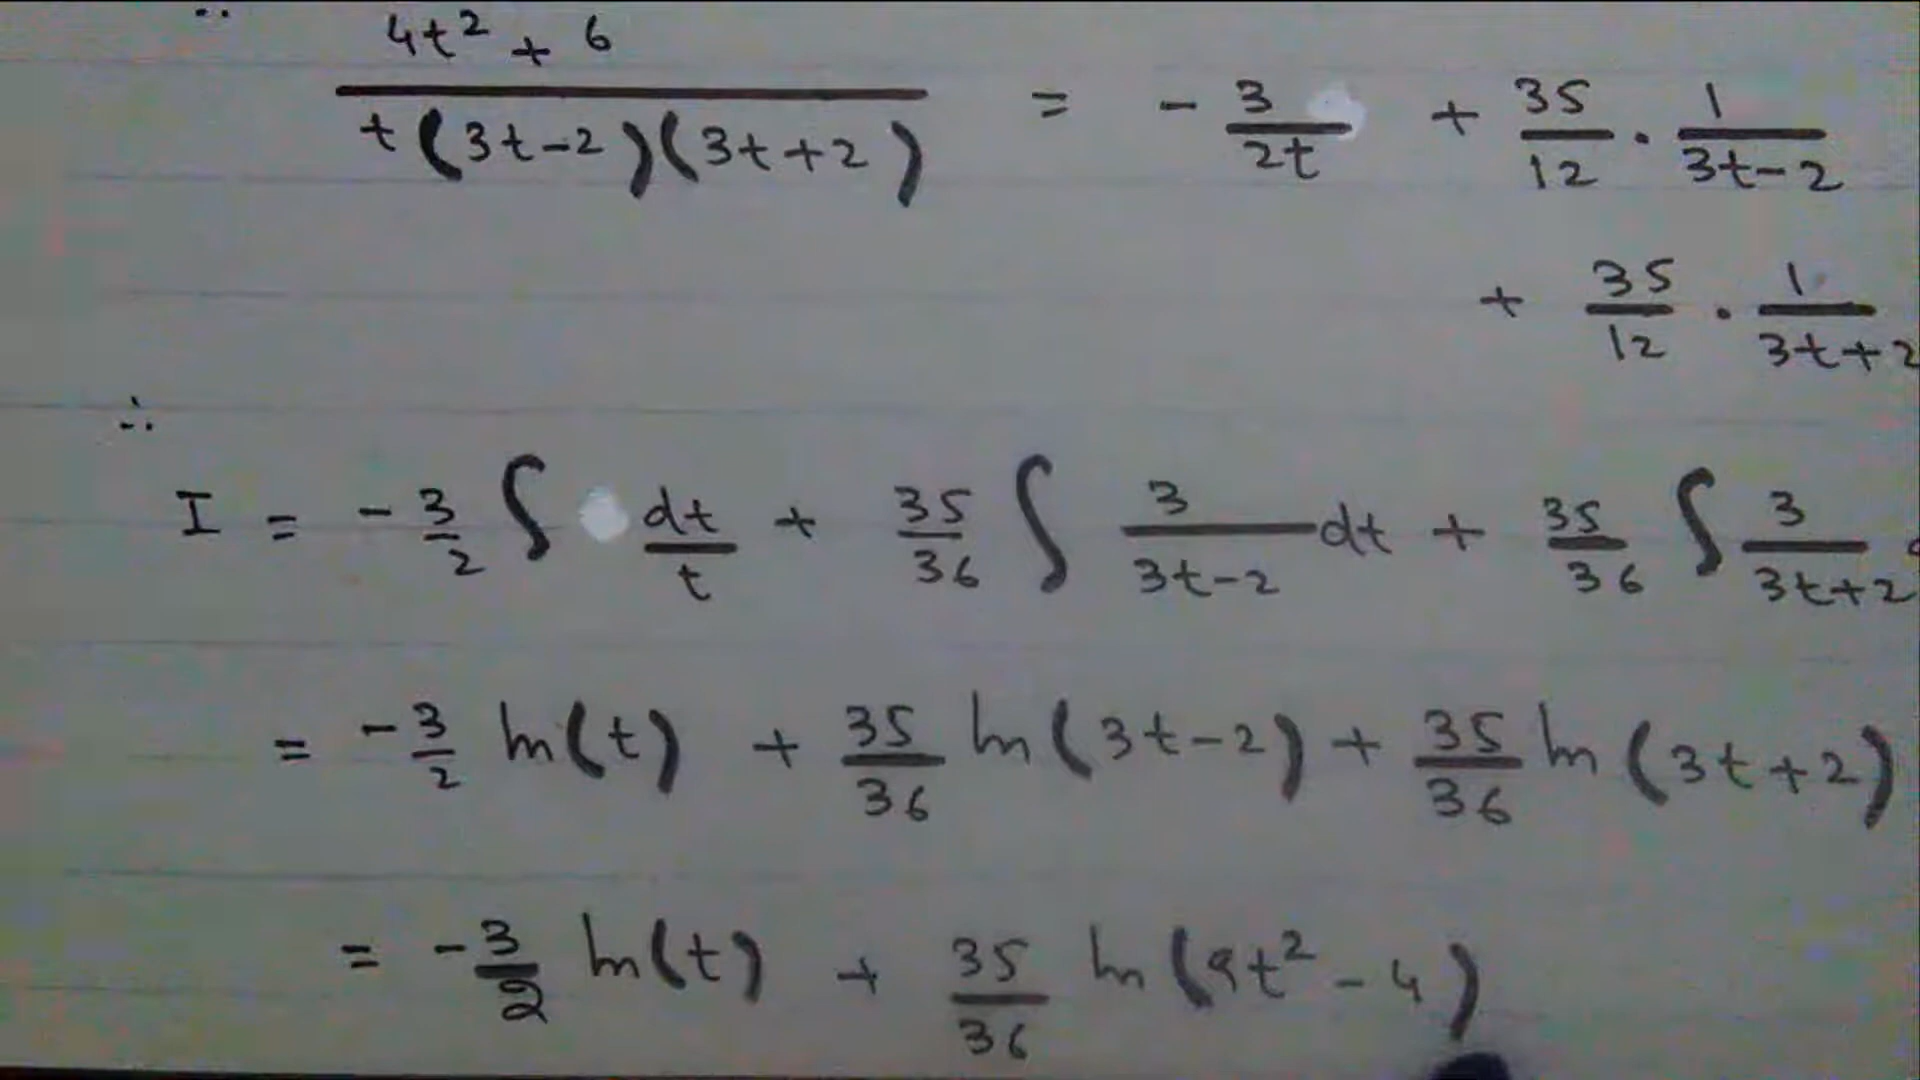 ∴ (4t² + 6) / (t(3t-2)(3t+2)) = - 3/2t + 35/12 · 1/(3t-2)
+ 35/12 · 1/(3t+2
∴
I = -3/2 ∫ dt/t + 35/36 ∫ 3/(3t-2) dt + 35/36 ∫ 3/(3t+2)
= -3/2 ln(t) + 35/36 ln(3t-2) + 35/36 ln(3t+2)
= -3/2 ln(t) + 35/36 ln(9t² - 4)